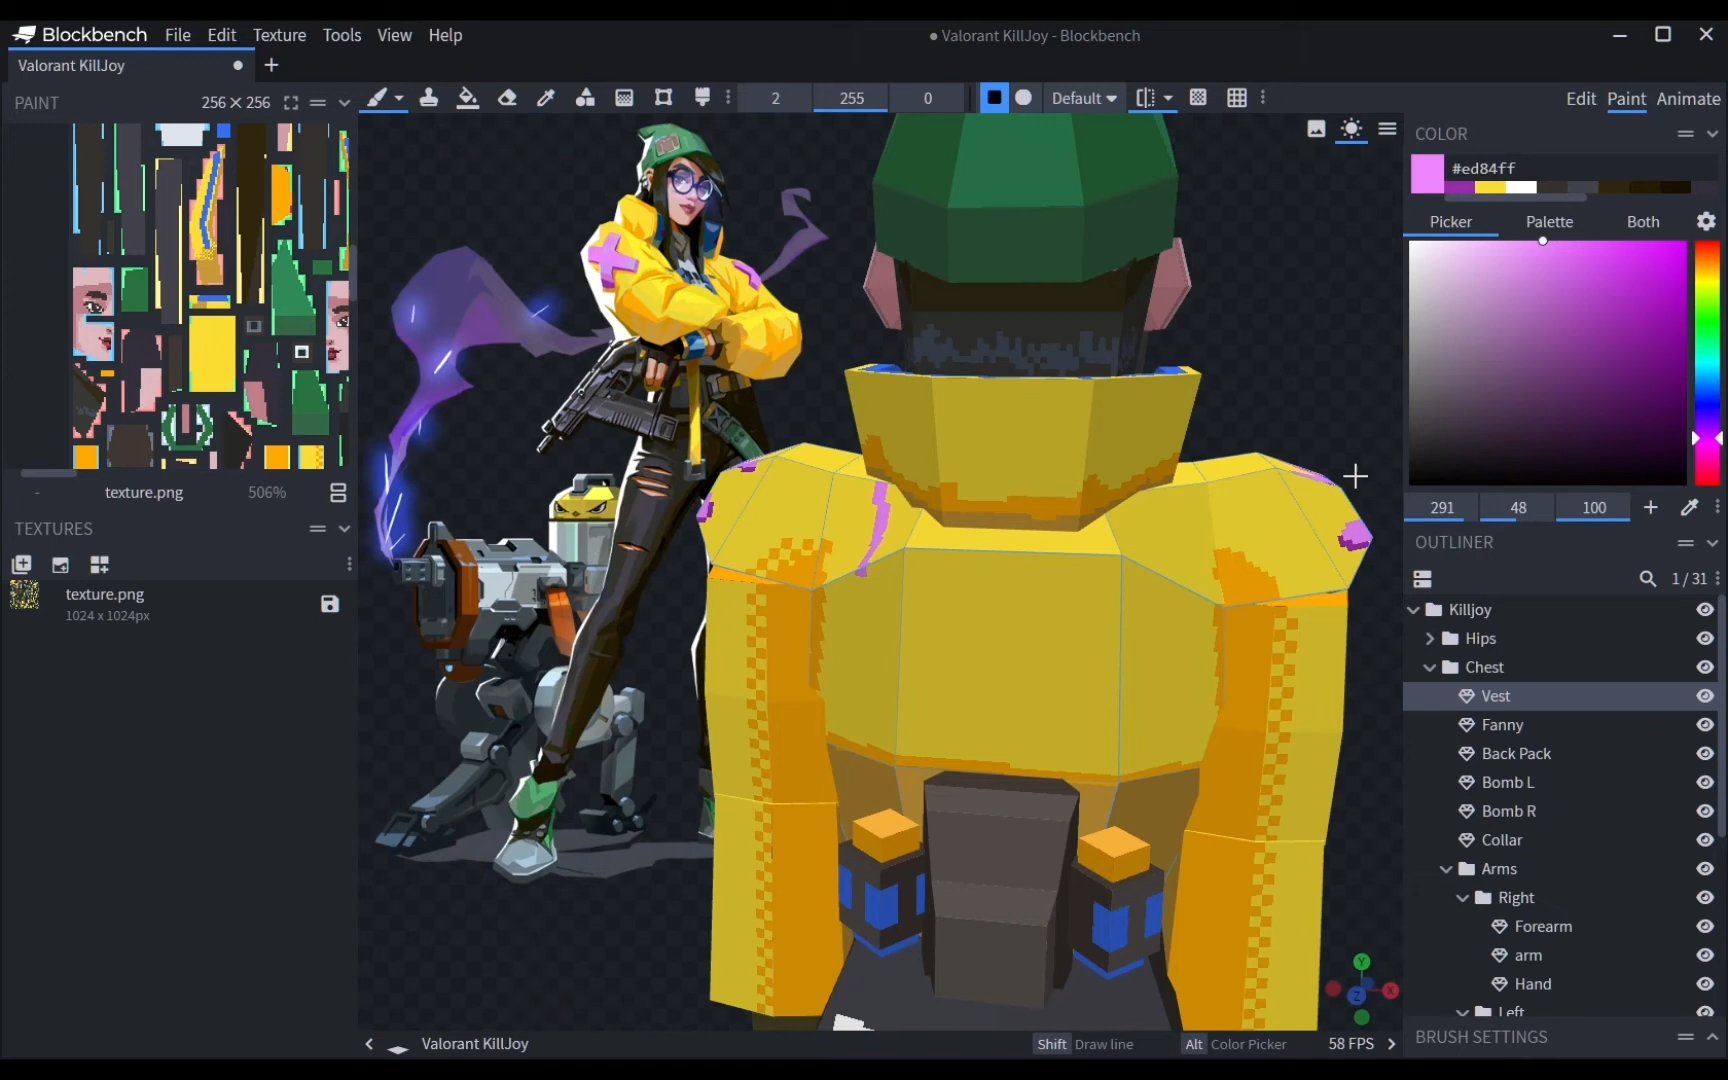 Blockbench File Edit Texture Tools View Help
Valorant KillJoy - Blockbench
Valorant KillJoy
PAINT
256 × 256
2
255
0
Default
Edit Paint Animate
COLOR
#ed84ff
Picker
Palette
Both
-
texture.png
506%
291
48
100
TEXTURES
texture.png
1024 x 1024px
OUTLINER
1 / 31
Killjoy
Hips
Chest
Vest
Fanny
Back Pack
Bomb L
Bomb R
Collar
Arms
Right
Forearm
arm
Hand
Left
BRUSH SETTINGS
Y
X
Z
Valorant KillJoy
Shift Draw line
Alt Color Picker
58 FPS